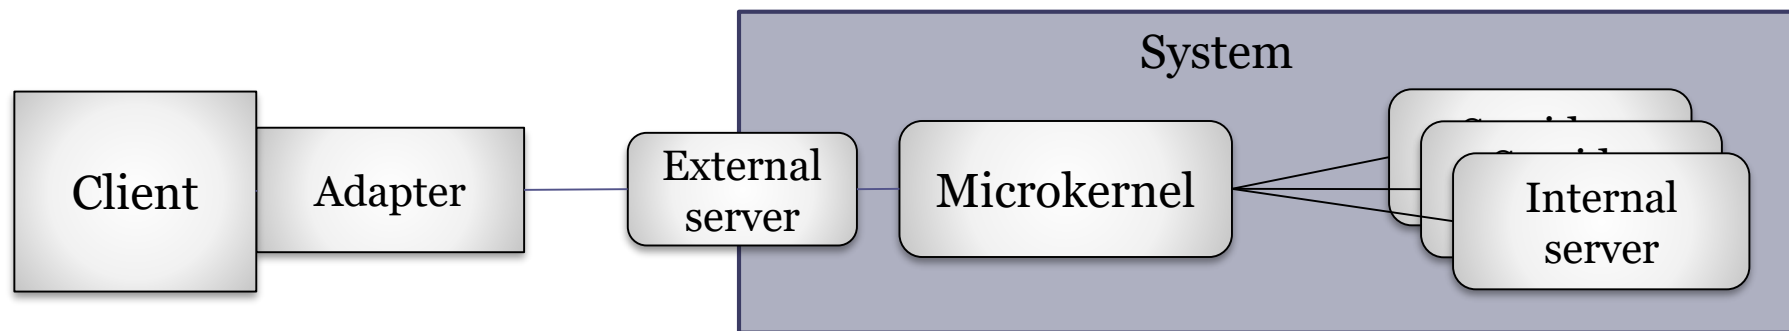 System
Client
Adapter
External
server
Microkernel
Internal
server